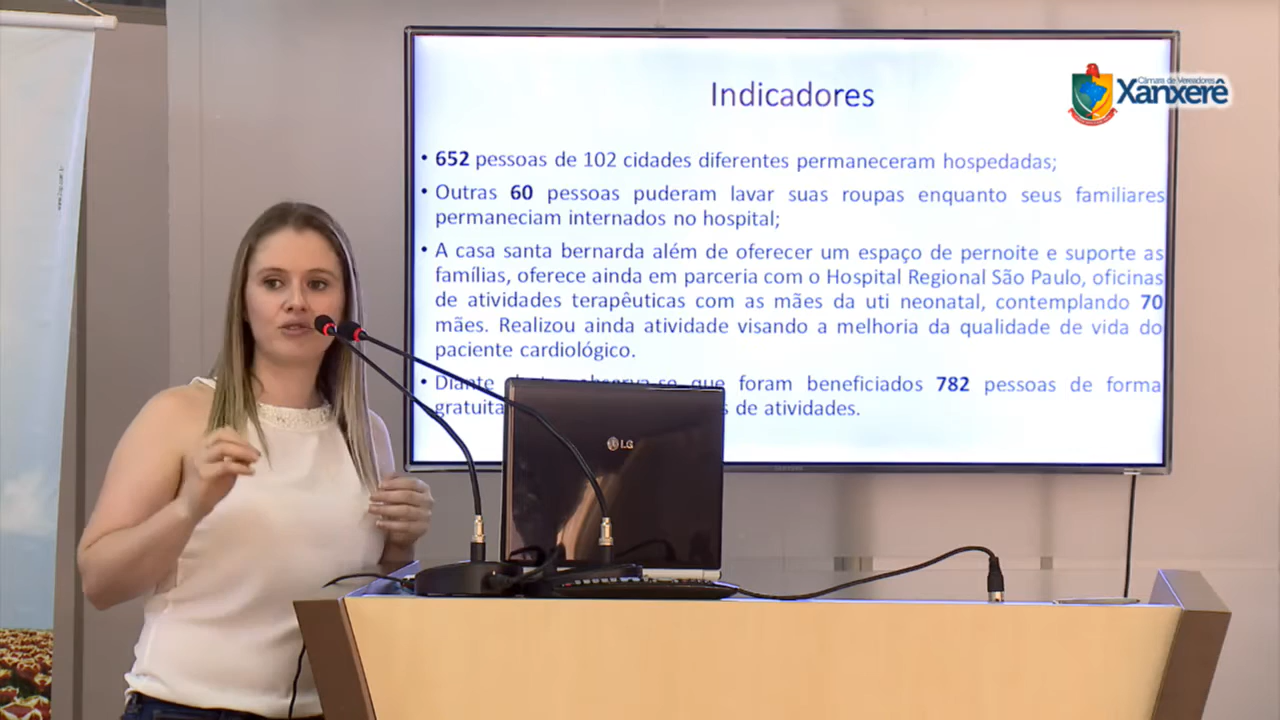 Indicadores
Câmara de Vereadores
Xanxerê
• 652 pessoas de 102 cidades diferentes permaneceram hospedadas;
• Outras 60 pessoas puderam lavar suas roupas enquanto seus familiares
permaneciam internados no hospital;
• A casa santa bernarda além de oferecer um espaço de pernoite e suporte as
famílias, oferece ainda em parceria com o Hospital Regional São Paulo, oficinas
de atividades terapêuticas com as mães da uti neonatal, contemplando 70
mães. Realizou ainda atividade visando a melhoria da qualidade de vida do
paciente cardiológico.
• Diante observa-se que foram beneficiados 782 pessoas de forma
gratuita de atividades.
LG